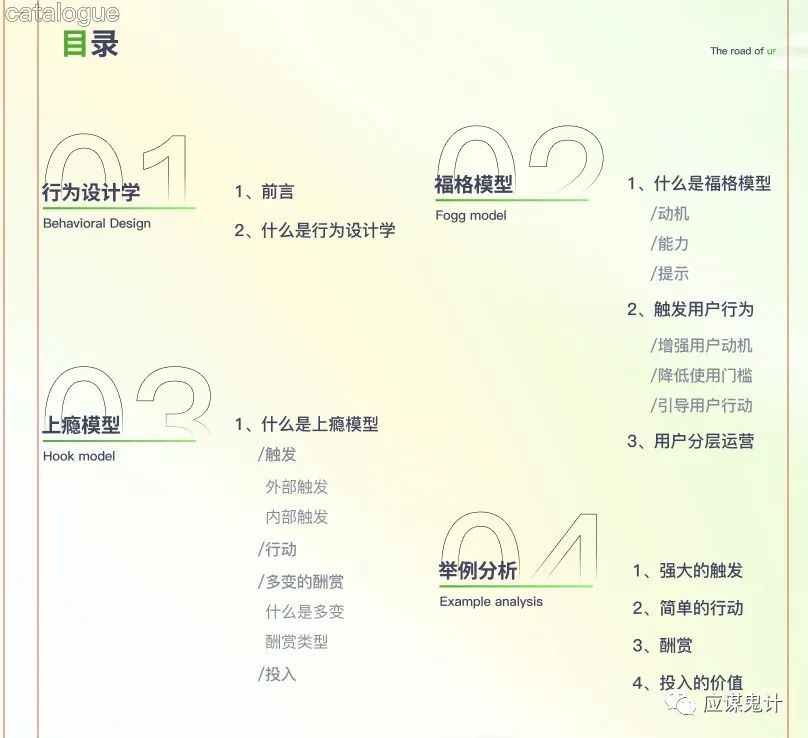 catalogue
目录
The road of us
01
行为设计学
Behavioral Design
1、前言
2、什么是行为设计学
02
福格模型
Fogg model
1、什么是福格模型
/动机
/能力
/提示
2、触发用户行为
/增强用户动机
/降低使用门槛
/引导用户行动
3、用户分层运营
03
上瘾模型
Hook model
1、什么是上瘾模型
/触发
外部触发
内部触发
/行动
/多变的酬赏
什么是多变
酬赏类型
/投入
04
举例分析
Example analysis
1、强大的触发
2、简单的行动
3、酬赏
4、投入的价值
应谋鬼计